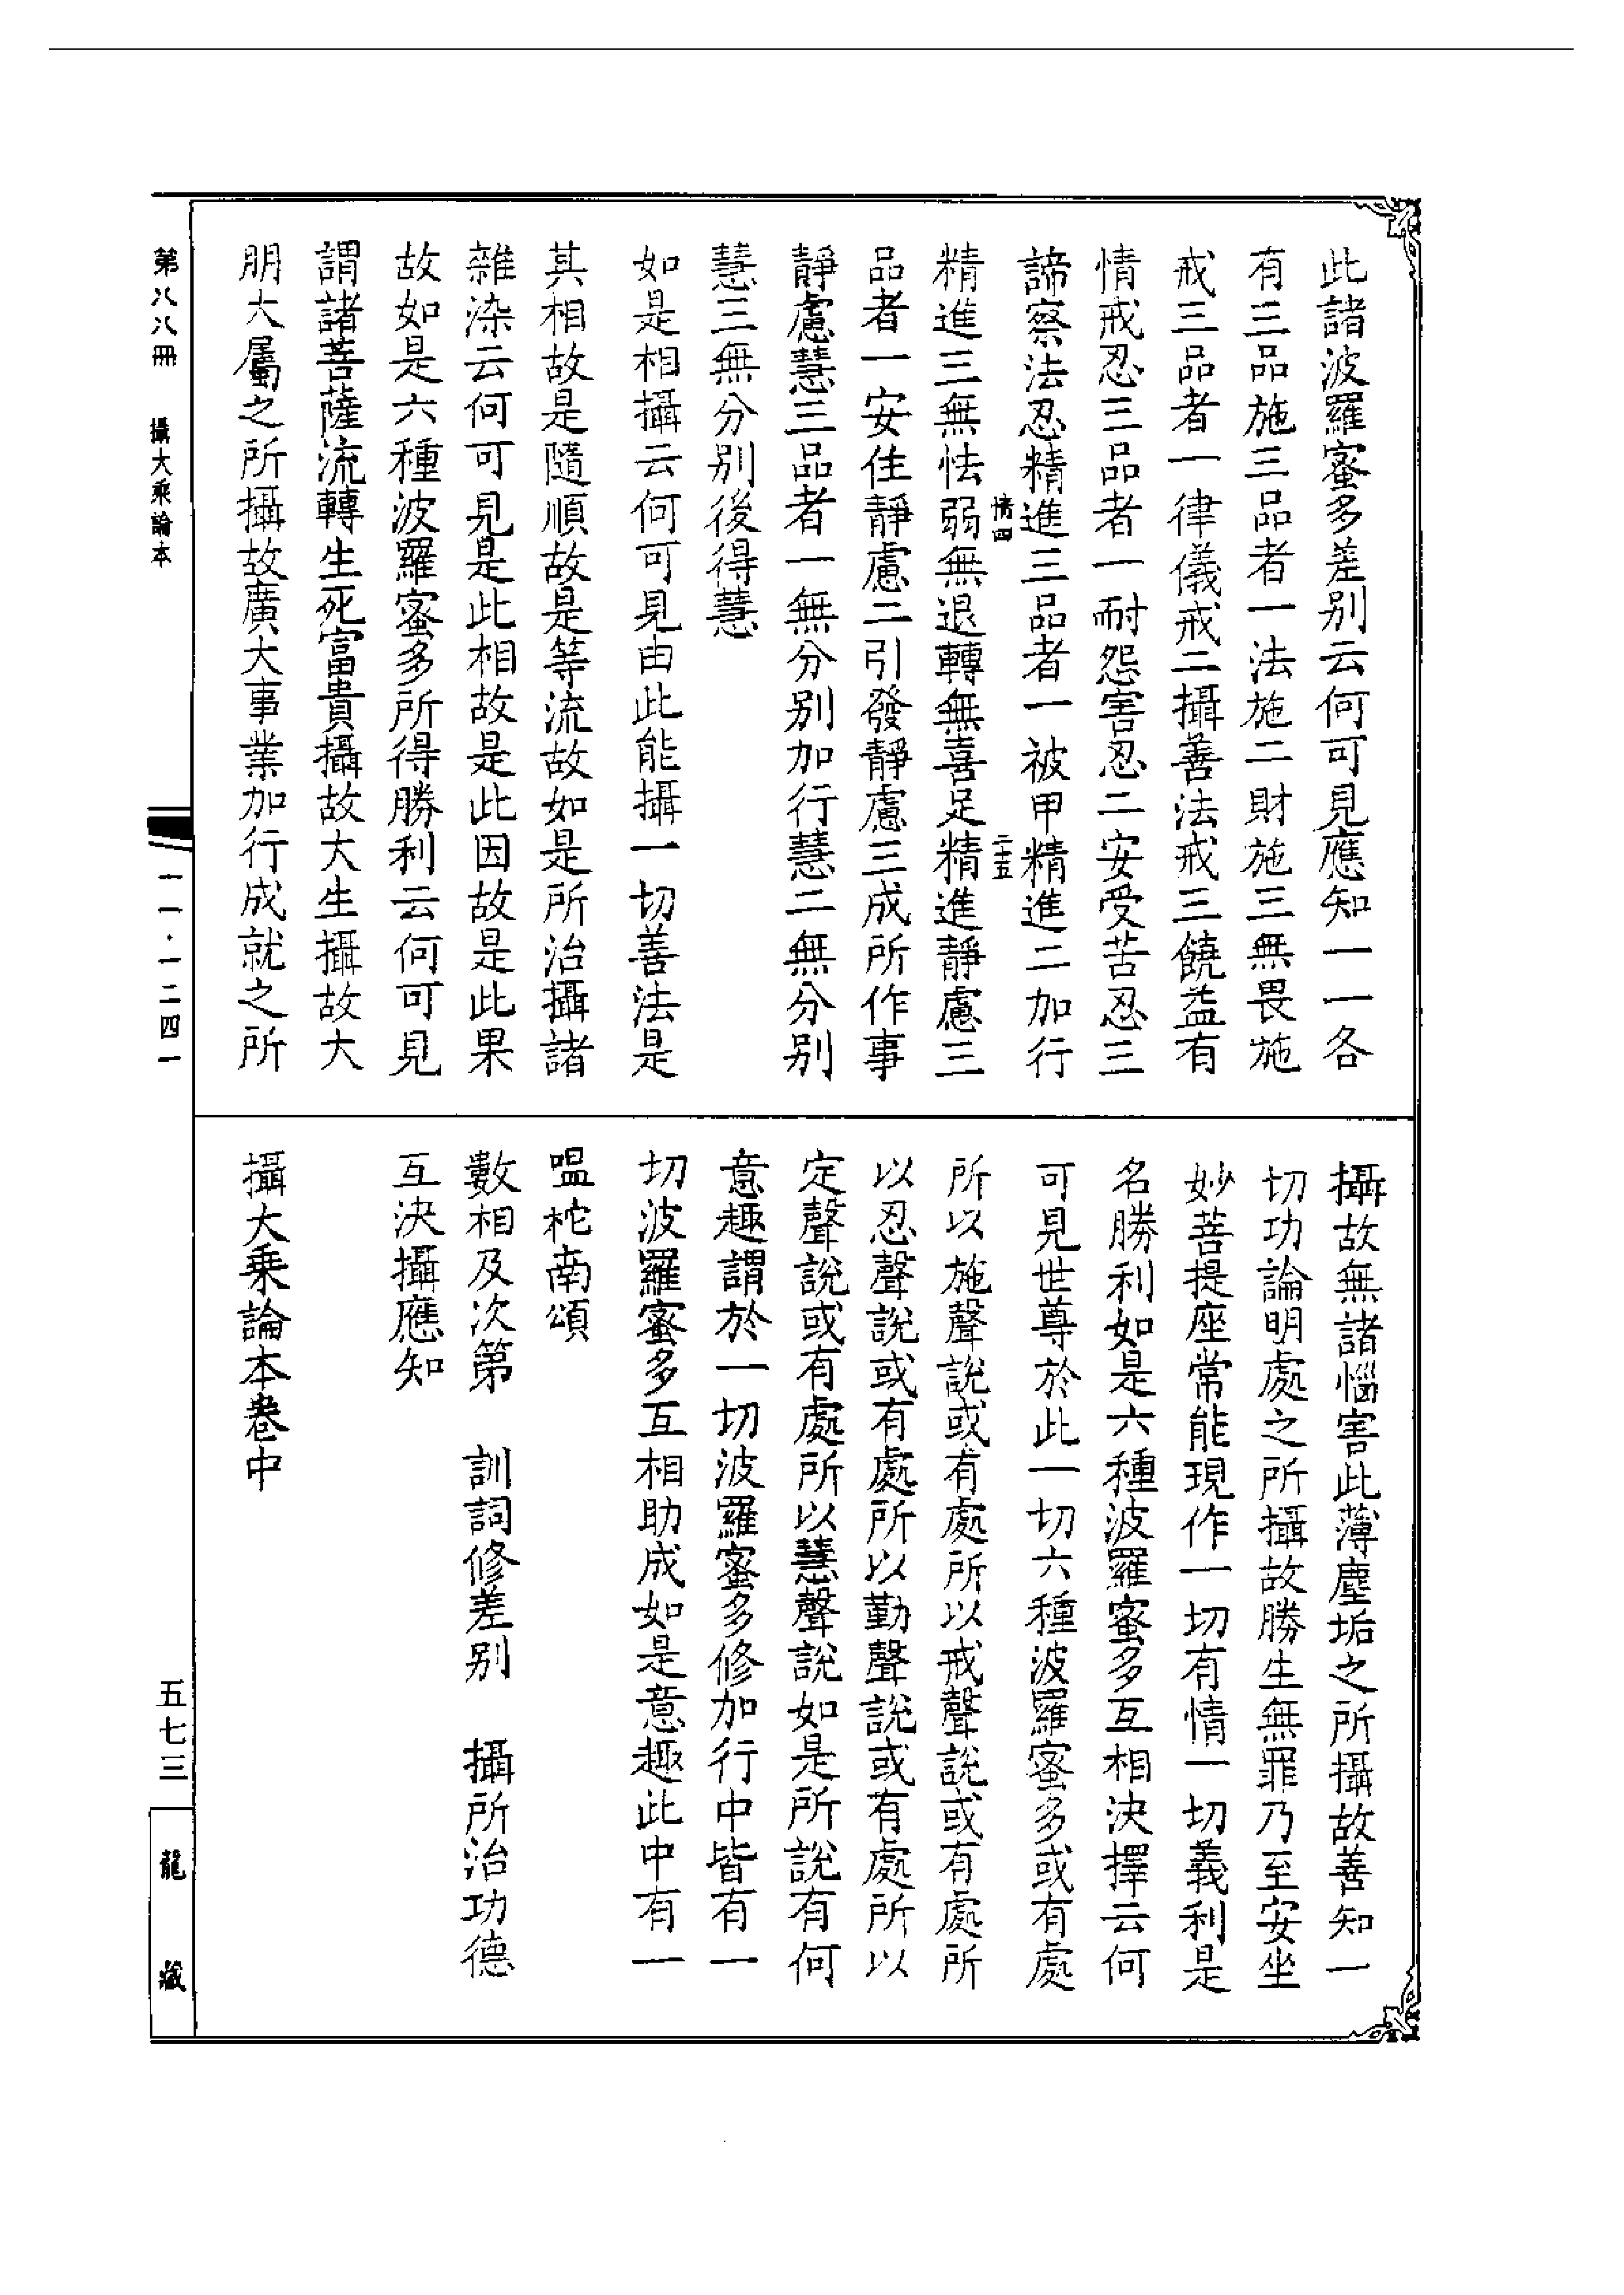 此諸波羅蜜多差別云何可見應知一一各
有三品施三品者一法施二財施三無畏施
戒三品者一律儀戒二攝善法戒三饒益有
情戒忍三品者一耐怨害忍二安受苦忍三
諦察法忍精進三品者一被甲精進二加行
情四
二十五
精進三無怯弱無退轉無喜足精進靜慮三
品者一安住靜慮二引發靜慮三成所作事
靜慮慧三品者一無分別加行慧二無分別
慧三無分別後得慧
如是相攝云何可見由此能攝一切善法是
其相故是隨順故是等流故如是所治攝諸
雜染云何可見是此相故是此因故是此果
故如是六種波羅蜜多所得勝利云何可見
謂諸菩薩流轉生死富貴攝故大生攝故大
朋大屬之所攝故廣大事業加行成就之所
攝故無諸惱害此薄塵垢之所攝故善知一
切功論明處之所攝故勝生無罪乃至安坐
妙菩提座常能現作一切有情一切義利是
名勝利如是六種波羅蜜多互相決擇云何
可見世尊於此一切六種波羅蜜多或有處
所以施聲說或有處所以戒聲說或有處所
以忍聲說或有處所以勤聲說或有處所以
定聲說或有處所以慧聲說如是所說有何
意趣謂於一切波羅蜜多修加行中皆有一
切波羅蜜多互相助成如是意趣此中有一
嗢柁南頌
數相及次第　訓詞修差別　攝所治功德
互決攝應知
攝大乘論本卷中
第八八冊　攝大乘論本
一一·一二四一
五七三
龍藏